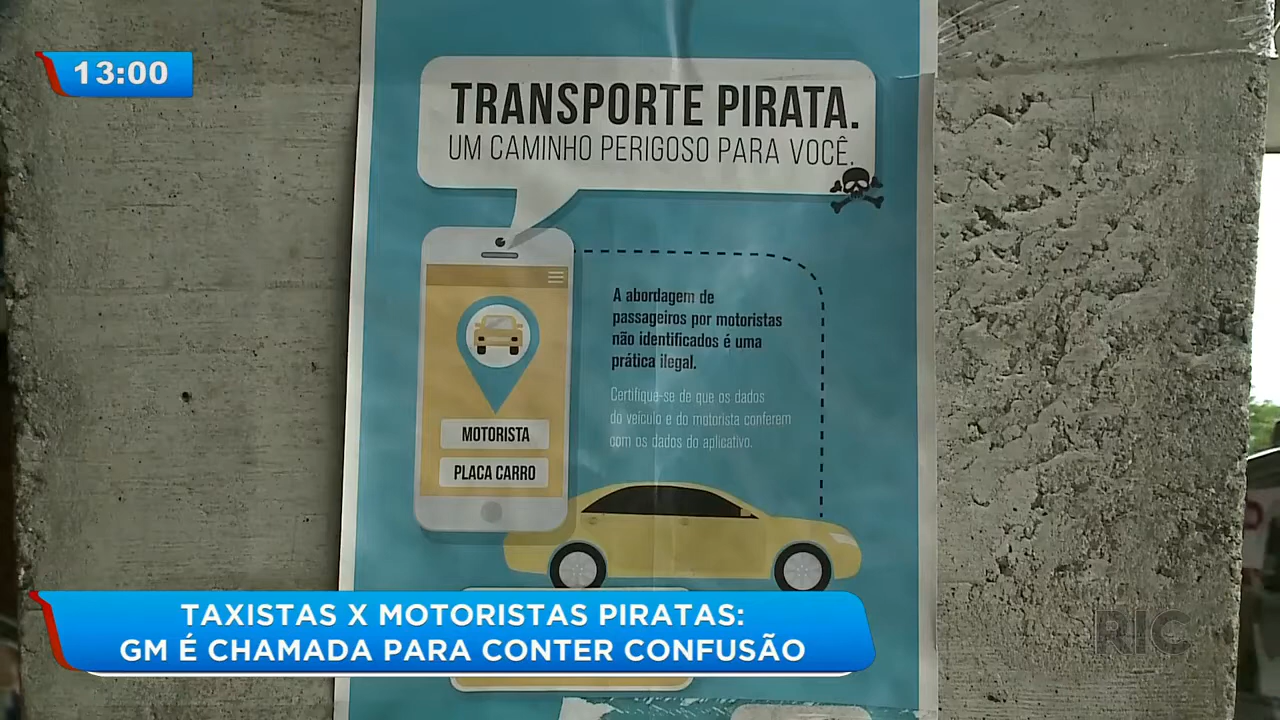 13:00
TRANSPORTE PIRATA.
UM CAMINHO PERIGOSO PARA VOCÊ.
A abordagem de
passageiros por motoristas
não identificados é uma
prática ilegal.
Certifique-se de que os dados
do veículo e do motorista conferem
com os dados do aplicativo.
MOTORISTA
PLACA CARRO
TAXISTAS X MOTORISTAS PIRATAS:
GM É CHAMADA PARA CONTER CONFUSÃO
RIC